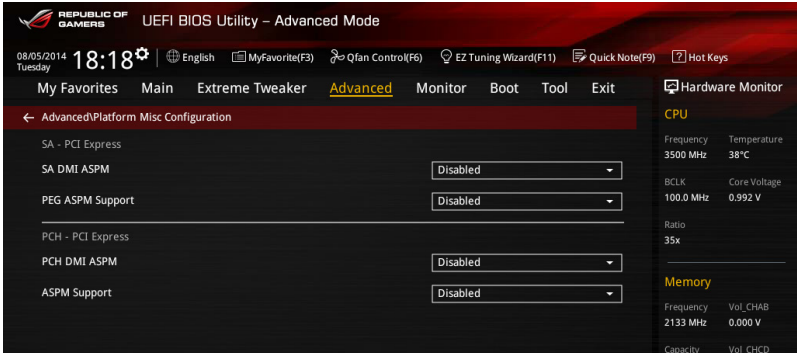 REPUBLIC OF
GAMERS
UEFI BIOS Utility – Advanced Mode
08/05/2014
Tuesday
18:18
English
MyFavorite(F3)
Qfan Control(F6)
EZ Tuning Wizard(F11)
Quick Note(F9)
? Hot Keys
My Favorites Main Extreme Tweaker Advanced Monitor Boot Tool Exit
Hardware Monitor
← Advanced\Platform Misc Configuration
SA - PCI Express
SA DMI ASPM Disabled
PEG ASPM Support Disabled
PCH - PCI Express
PCH DMI ASPM Disabled
ASPM Support Disabled
CPU
Frequency Temperature
3500 MHz 38°C
BCLK Core Voltage
100.0 MHz 0.992 V
Ratio
35x
Memory
Frequency Vol_CHAB
2133 MHz 0.000 V
Capacity Vol_CHCD